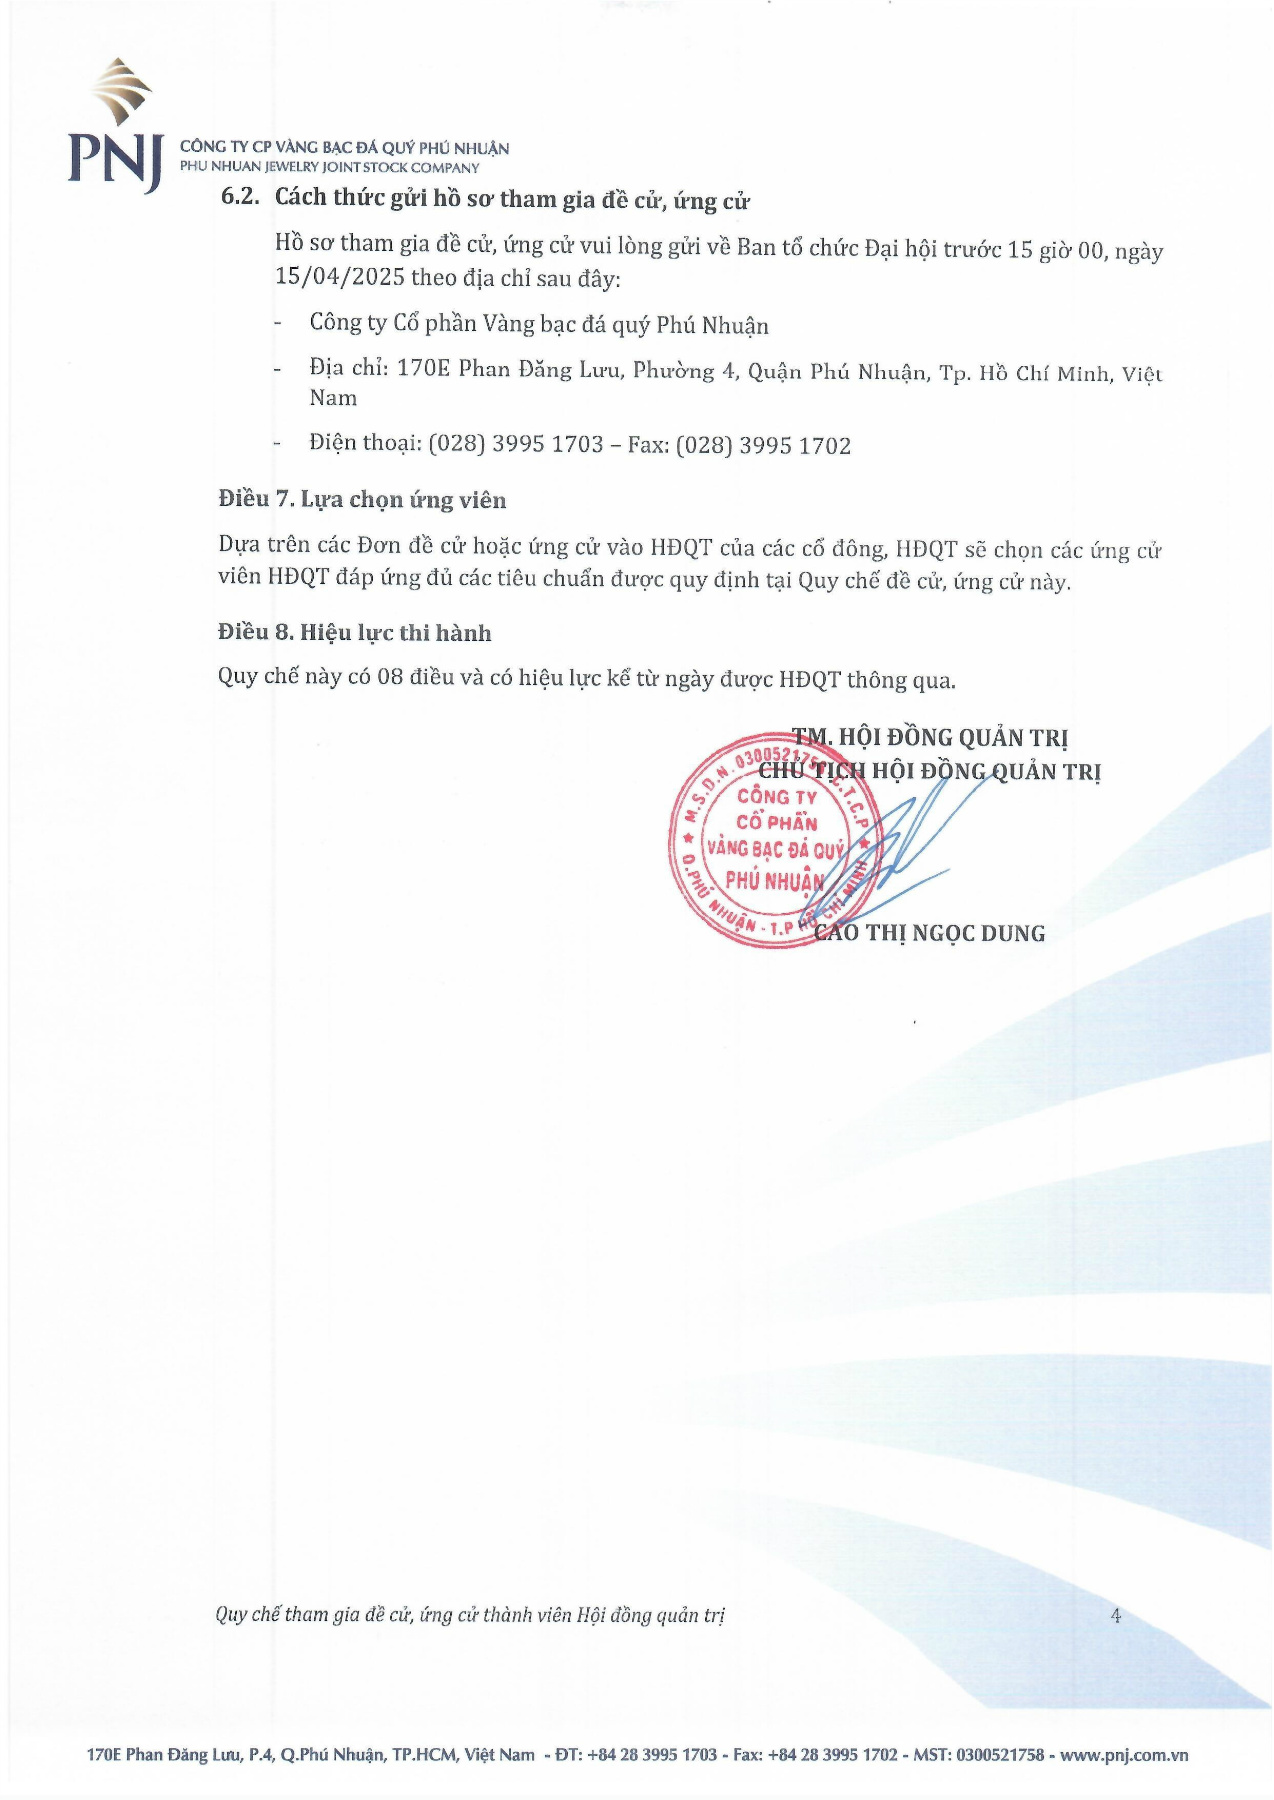 PNJ
CÔNG TY CP VÀNG BẠC ĐÁ QUÝ PHÚ NHUẬN
PHU NHUAN JEWELRY JOINT STOCK COMPANY
6.2. Cách thức gửi hồ sơ tham gia đề cử, ứng cử
Hồ sơ tham gia đề cử, ứng cử vui lòng gửi về Ban tổ chức Đại hội trước 15 giờ 00, ngày
15/04/2025 theo địa chỉ sau đây:
- Công ty Cổ phần Vàng bạc đá quý Phú Nhuận
- Địa chỉ: 170E Phan Đăng Lưu, Phường 4, Quận Phú Nhuận, Tp. Hồ Chí Minh, Việt
Nam
- Điện thoại: (028) 3995 1703 – Fax: (028) 3995 1702
Điều 7. Lựa chọn ứng viên
Dựa trên các Đơn đề cử hoặc ứng cử vào HĐQT của các cổ đông, HĐQT sẽ chọn các ứng cử
viên HĐQT đáp ứng đủ các tiêu chuẩn được quy định tại Quy chế đề cử, ứng cử này.
Điều 8. Hiệu lực thi hành
Quy chế này có 08 điều và có hiệu lực kể từ ngày được HĐQT thông qua.
TM. HỘI ĐỒNG QUẢN TRỊ
CHỦ TỊCH HỘI ĐỒNG QUẢN TRỊ
M.S.D.N. 0300521758 C.T.C.P
CÔNG TY
CỔ PHẦN
VÀNG BẠC ĐÁ QUÝ
PHÚ NHUẬN
Q.PHÚ NHUẬN - T.P HỒ CHÍ MINH
CAO THỊ NGỌC DUNG
Quy chế tham gia đề cử, ứng cử thành viên Hội đồng quản trị 4
170E Phan Đăng Lưu, P.4, Q.Phú Nhuận, TP.HCM, Việt Nam - ĐT: +84 28 3995 1703 - Fax: +84 28 3995 1702 - MST: 0300521758 - www.pnj.com.vn